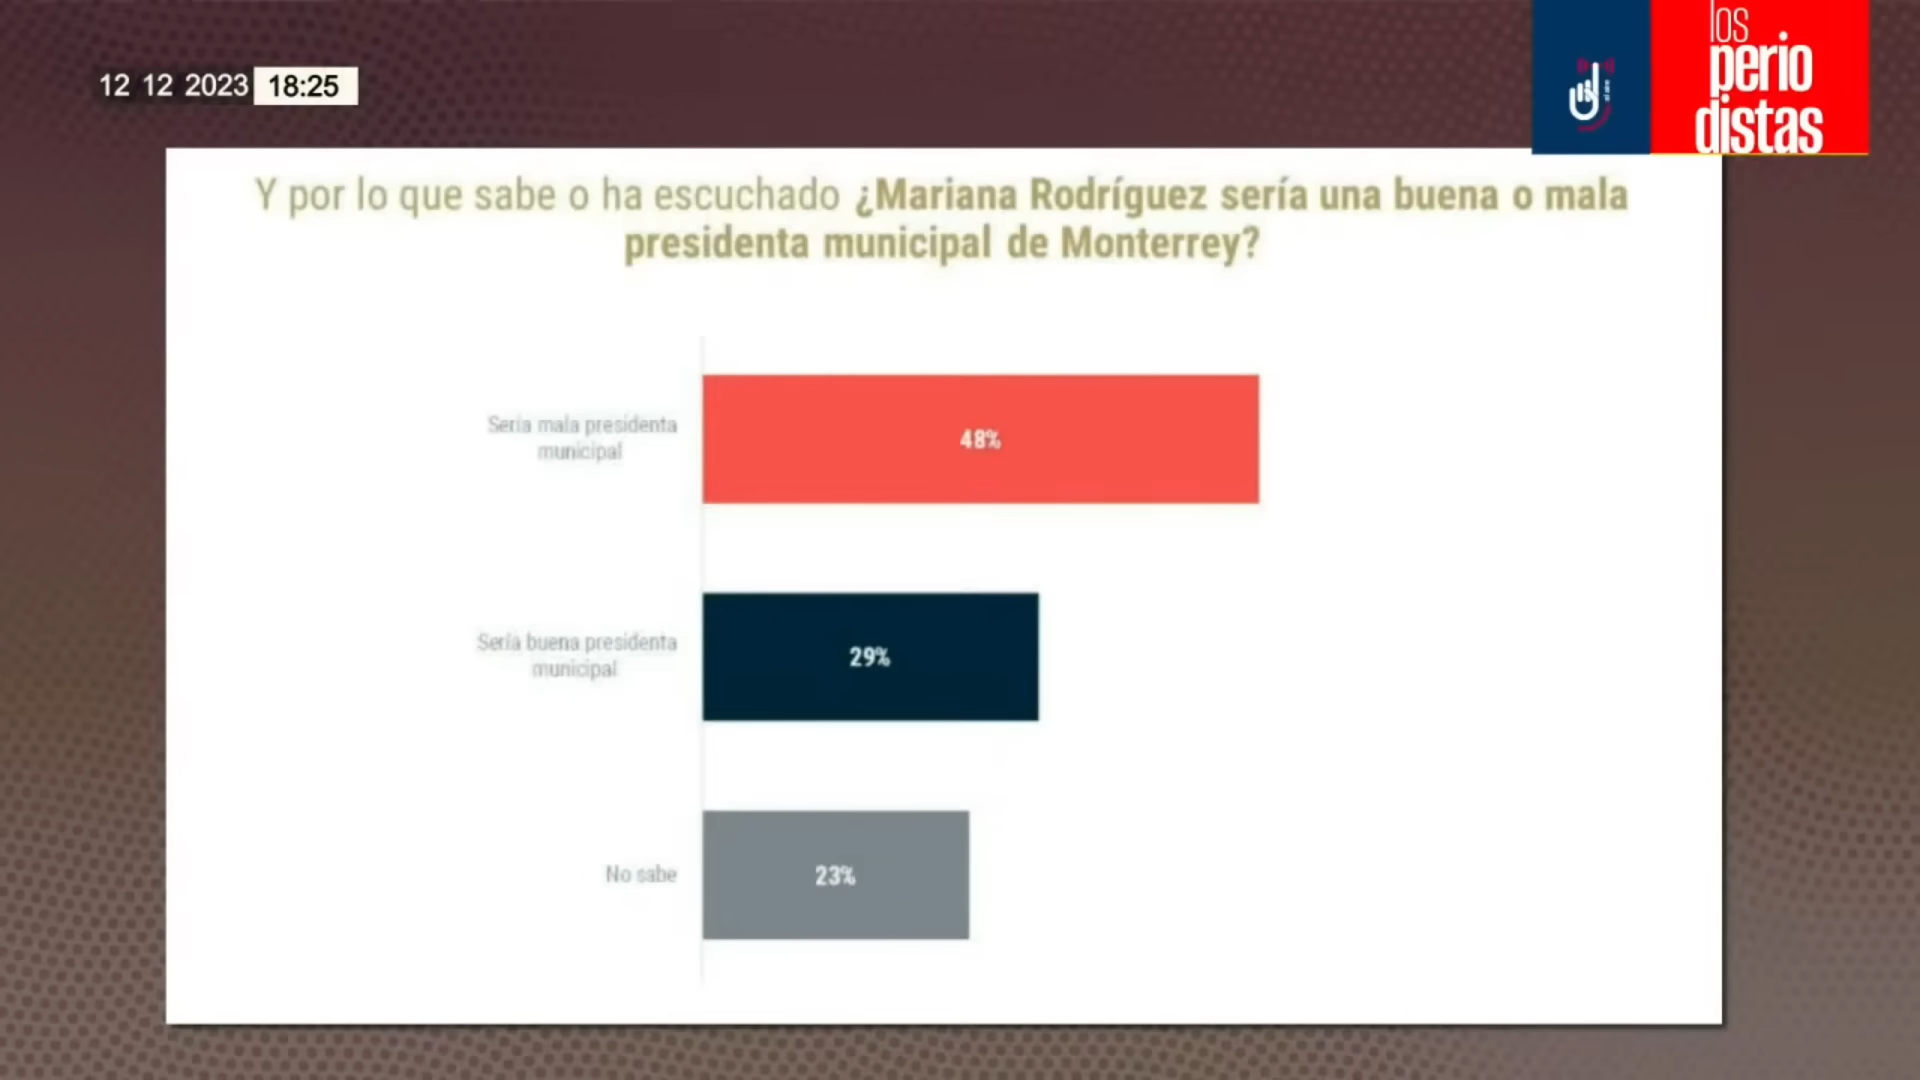 12 12 2023 18:25
los
perio
distas
Y por lo que sabe o ha escuchado ¿Mariana Rodríguez sería una buena o mala
presidenta municipal de Monterrey?
Sería mala presidenta
municipal
48%
Sería buena presidenta
municipal
29%
No sabe
23%